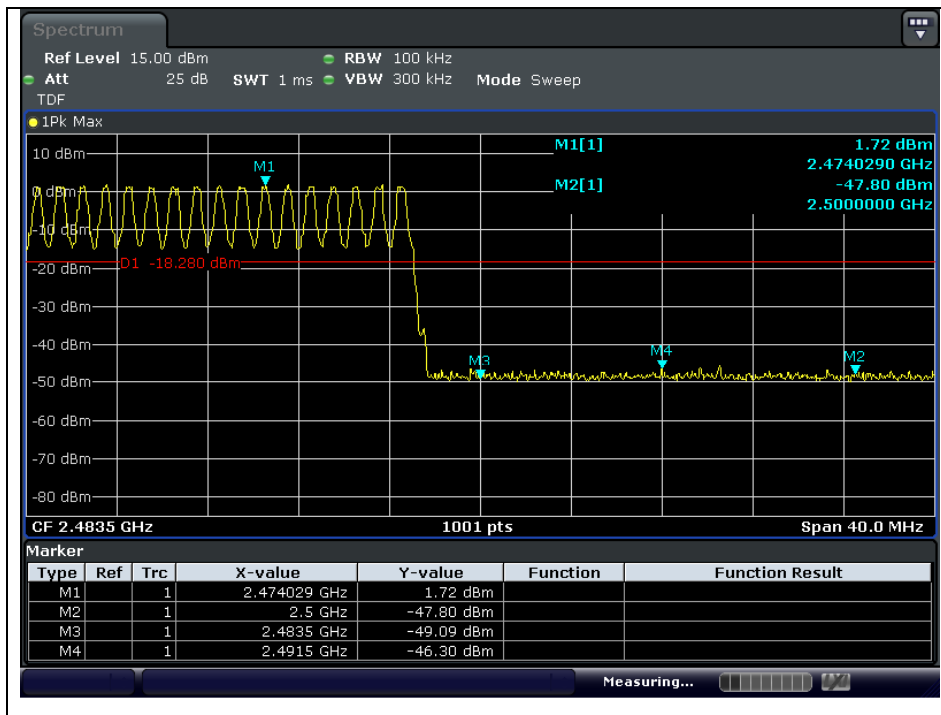 Spectrum
Ref Level 15.00 dBm RBW 100 kHz
Att 25 dB SWT 1 ms VBW 300 kHz Mode Sweep
TDF
1Pk Max
M1[1] 1.72 dBm
2.4740290 GHz
M2[1] -47.80 dBm
2.5000000 GHz
10 dBm
M1
0 dBm
-10 dBm
D1 -18.280 dBm
-20 dBm
-30 dBm
-40 dBm
M3 M4 M2
-50 dBm
-60 dBm
-70 dBm
-80 dBm
CF 2.4835 GHz 1001 pts Span 40.0 MHz
Marker
Type Ref Trc X-value Y-value Function Function Result
M1 1 2.474029 GHz 1.72 dBm
M2 1 2.5 GHz -47.80 dBm
M3 1 2.4835 GHz -49.09 dBm
M4 1 2.4915 GHz -46.30 dBm
Measuring...